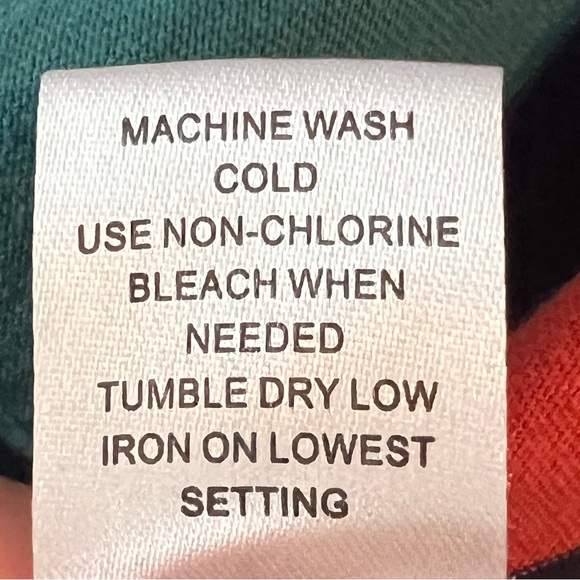 MACHINE WASH
COLD
USE NON-CHLORINE
BLEACH WHEN
NEEDED
TUMBLE DRY LOW
IRON ON LOWEST
SETTING